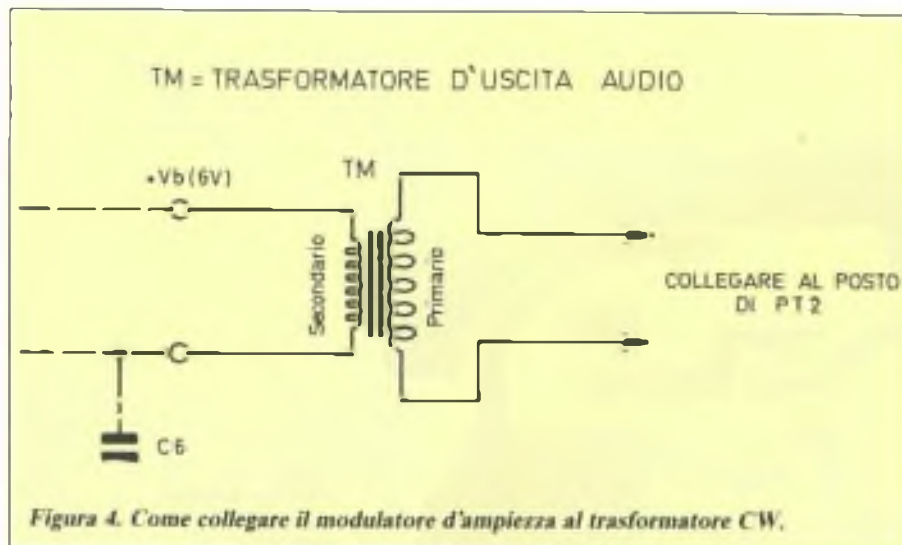 TM = TRASFORMATORE D'USCITA AUDIO
+Vb (6V)
TM
Secondario
Primario
COLLEGARE AL POSTO
DI PT2
C6
Figura 4. Come collegare il modulatore d'ampiezza al trasformatore CW.